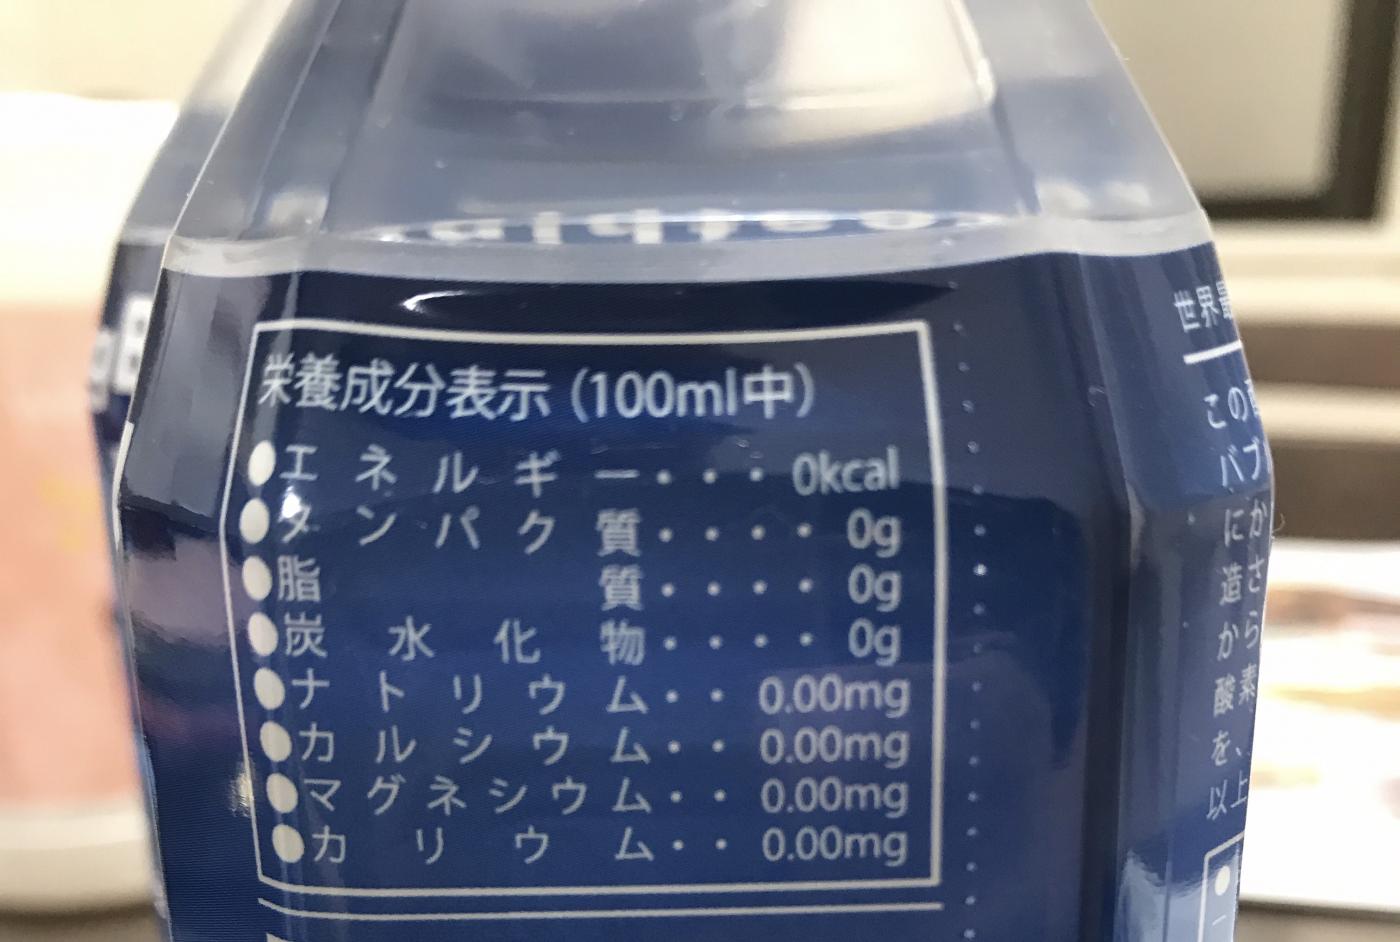 栄養成分表示（100ml中）
●エネルギー・・・0kcal
●タンパク質・・・・0g
●脂質・・・・0g
●炭水化物・・・・0g
●ナトリウム・・0.00mg
●カルシウム・・0.00mg
●マグネシウム・・0.00mg
●カリウム・・0.00mg
世界最
この
バブ
にか
造さ
から
酸素
を、
以上